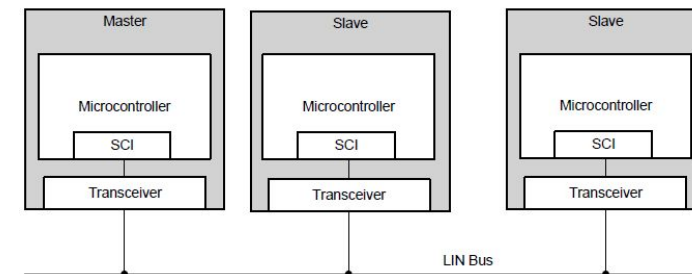 Master
Slave
Slave
Microcontroller
Microcontroller
Microcontroller
SCI
SCI
SCI
Transceiver
Transceiver
Transceiver
LIN Bus